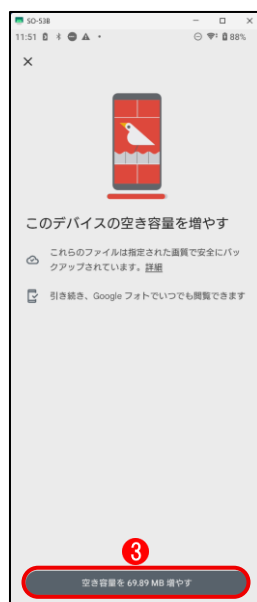 SO-53B
11:51
88%
このデバイスの空き容量を増やす
これらのファイルは指定された画質で安全にバッ
クアップされています。詳細
引き続き、Google フォトでいつでも閲覧できます
3
空き容量を 69.89 MB 増やす